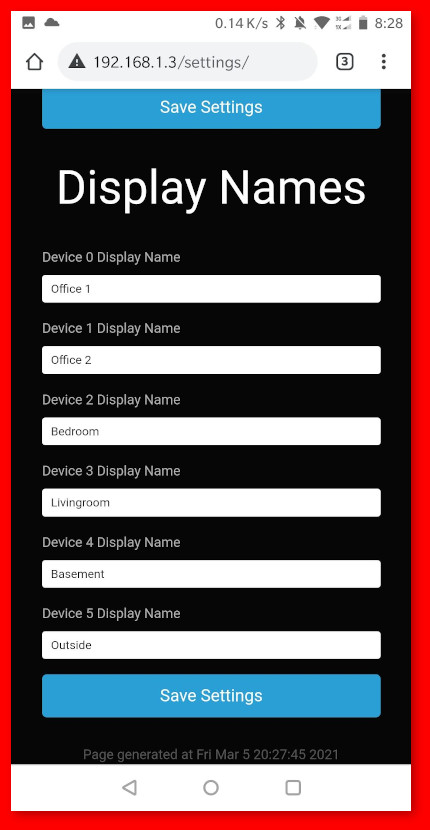 0.14 K/s 8:28
3
192.168.1.3/settings/
Save Settings
Display Names
Device 0 Display Name
Office 1
Device 1 Display Name
Office 2
Device 2 Display Name
Bedroom
Device 3 Display Name
Livingroom
Device 4 Display Name
Basement
Device 5 Display Name
Outside
Save Settings
Page generated at Fri Mar 5 20:27:45 2021